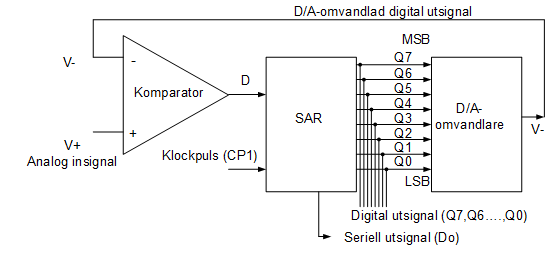 D/A-omvandlad digital utsignal
MSB
V-
-
Komparator
+
V+
Analog insignal
D
Klockpuls (CP1)
SAR
Q7
Q6
Q5
Q4
Q3
Q2
Q1
Q0
LSB
D/A-
omvandlare
V-
Digital utsignal (Q7,Q6....,Q0)
Seriell utsignal (Do)